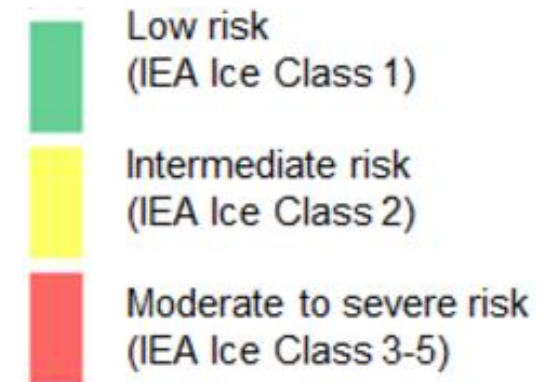 Low risk
(IEA Ice Class 1)
Intermediate risk
(IEA Ice Class 2)
Moderate to severe risk
(IEA Ice Class 3-5)